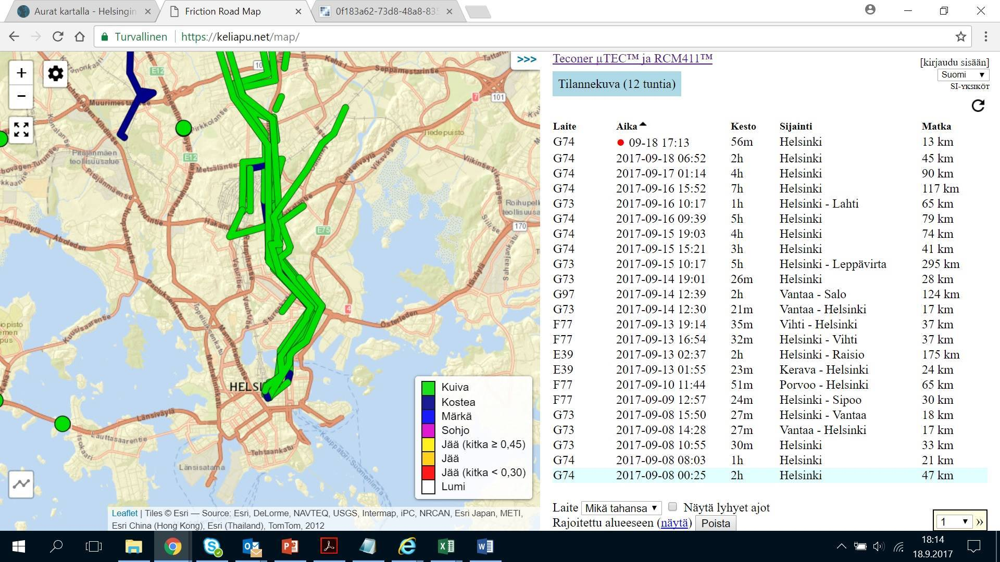 Aurat kartalla - Helsingin
Friction Road Map
0f183a62-73d8-48a8-835
Turvallinen
https://keliapu.net/map/
+
−
>>>
Teconer µTEC™ ja RCM411™
[kirjaudu sisään]
Suomi
SI-YKSIKÖT
Tilannekuva (12 tuntia)
Laite Aika Kesto Sijainti Matka
G74 09-18 17:13 56m Helsinki 13 km
G74 2017-09-18 06:52 2h Helsinki 45 km
G74 2017-09-17 01:14 4h Helsinki 90 km
G74 2017-09-16 15:52 7h Helsinki 117 km
G73 2017-09-16 10:17 1h Helsinki - Lahti 65 km
G74 2017-09-16 09:39 5h Helsinki 79 km
G74 2017-09-15 19:03 4h Helsinki 74 km
G74 2017-09-15 15:21 3h Helsinki 41 km
G73 2017-09-15 10:17 5h Helsinki - Leppävirta 295 km
G73 2017-09-14 19:01 26m Helsinki 28 km
G97 2017-09-14 12:39 2h Vantaa - Salo 124 km
G73 2017-09-14 12:30 21m Vantaa - Helsinki 17 km
F77 2017-09-13 19:14 35m Vihti - Helsinki 37 km
F77 2017-09-13 16:54 32m Helsinki - Vihti 37 km
E39 2017-09-13 02:37 2h Helsinki - Raisio 175 km
E39 2017-09-13 01:55 23m Kerava - Helsinki 24 km
F77 2017-09-10 11:44 51m Porvoo - Helsinki 65 km
F77 2017-09-09 12:57 24m Helsinki - Sipoo 30 km
G73 2017-09-08 15:50 27m Helsinki - Vantaa 18 km
G73 2017-09-08 14:28 27m Vantaa - Helsinki 17 km
G73 2017-09-08 10:55 30m Helsinki 33 km
G74 2017-09-08 08:03 1h Helsinki 21 km
G74 2017-09-08 00:25 2h Helsinki 47 km
Laite Mikä tahansa Näytä lyhyet ajot
Rajoitettu alueeseen (näytä) Poista
1 »
E12
10
Kehä I
Seppämestarintie
Tattari
7
101
Muurimestarintie
Pirkkolantie
Konalantie
Vihdintie
Tiedepuisto
Pitäjänmäen
teollisuusalue
E12
Metsäläntie
Lahdenväylä
Viksvägen
Viikintie
Viksvägen
Pitäjänmäentie
Tavastehusleden
Roihupel
teollisuusa
Turunväylä
Åboleden
Vihdintie
Hakam
Ratapihantie
E75
170
Siilitie
Sahaajankatu
Itäväylä
Veturitie
Paciuksenkatu
Topeliuksenkatu
Mannerheimintie
Vauhtitie
Sturenk
4
Österleden
Kuusisaarentie
Mechelininkatu
HELSI
Länsiväylä
Lauttasaarentie
Isokaari
Kehä I
Tehtaankatu
Länsisatama
Kauppatori-Suomenlinna
Kuiva
Kostea
Märkä
Sohjo
Jää (kitka ≥ 0,45)
Jää
Jää (kitka < 0,30)
Lumi
Leaflet | Tiles © Esri — Source: Esri, DeLorme, NAVTEQ, USGS, Intermap, iPC, NRCAN, Esri Japan, METI,
Esri China (Hong Kong), Esri (Thailand), TomTom, 2012
18:14
18.9.2017